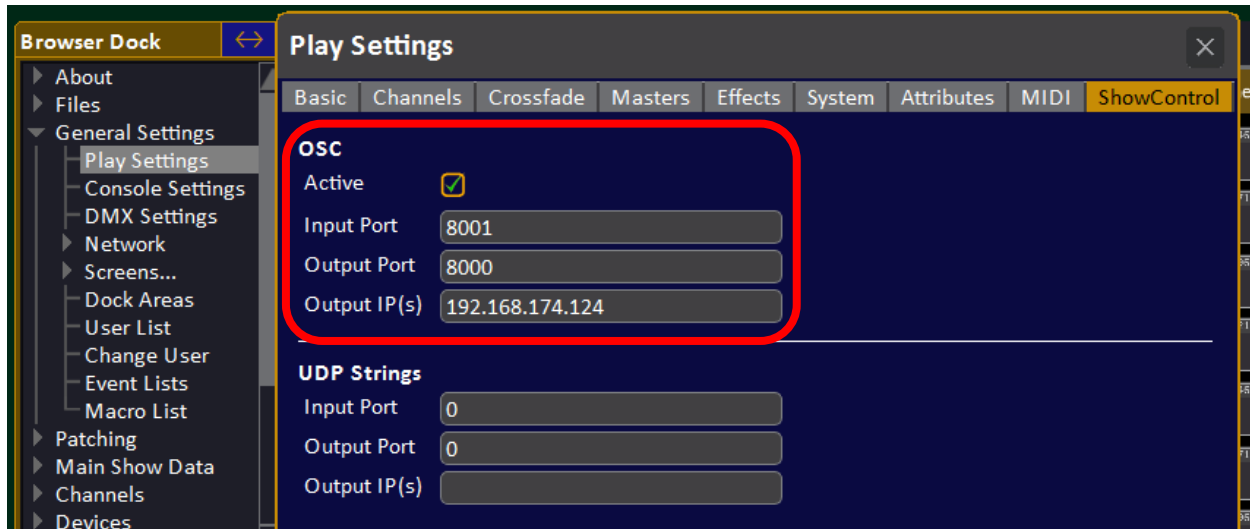 Browser Dock
About
Files
General Settings
Play Settings
Console Settings
DMX Settings
Network
Screens...
Dock Areas
User List
Change User
Event Lists
Macro List
Patching
Main Show Data
Channels
Devices
Play Settings
Basic Channels Crossfade Masters Effects System Attributes MIDI ShowControl
OSC
Active
Input Port 8001
Output Port 8000
Output IP(s) 192.168.174.124
UDP Strings
Input Port 0
Output Port 0
Output IP(s)